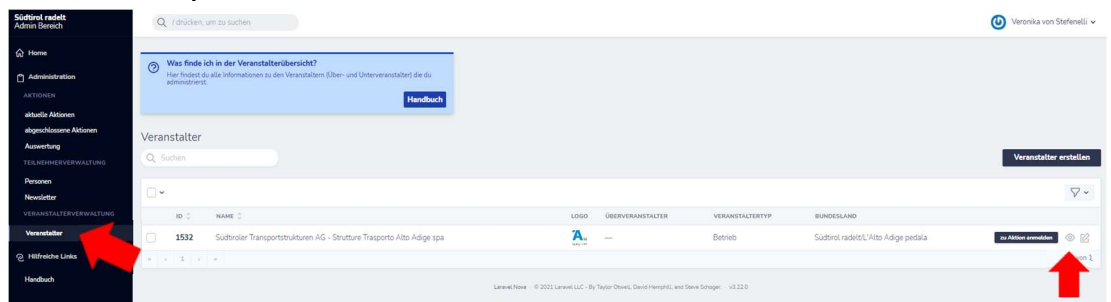 Südtirol radelt
Admin Bereich
/ drücken, um zu suchen
Veronika von Stefenelli
Home
Administration
AKTIONEN
aktuelle Aktionen
abgeschlossene Aktionen
Auswertung
TEILNEHMERVERWALTUNG
Personen
Newsletter
VERANSTALTERVERWALTUNG
Veranstalter
Hilfreiche Links
Handbuch
Was finde ich in der Veranstalterübersicht?
Hier findest du alle Informationen zu den Veranstaltern (Über- und Unterveranstalter) die du
administrierst.
Handbuch
Veranstalter
Suchen
Veranstalter erstellen
ID NAME LOGO ÜBERVERANSTALTER VERANSTALTERTYP BUNDESLAND
1532 Südtiroler Transportstrukturen AG - Strutture Trasporto Alto Adige spa — Betrieb Südtirol radelt/L'Alto Adige pedala zu Aktion anmelden
« ‹ 1 › » von 1
Laravel Nova · © 2021 Laravel LLC - By Taylor Otwell, David Hemphill, and Steve Schoger. · v3.22.0